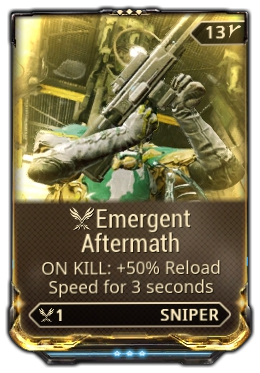 13
Emergent
Aftermath
ON KILL: +50% Reload
Speed for 3 seconds
1 SNIPER